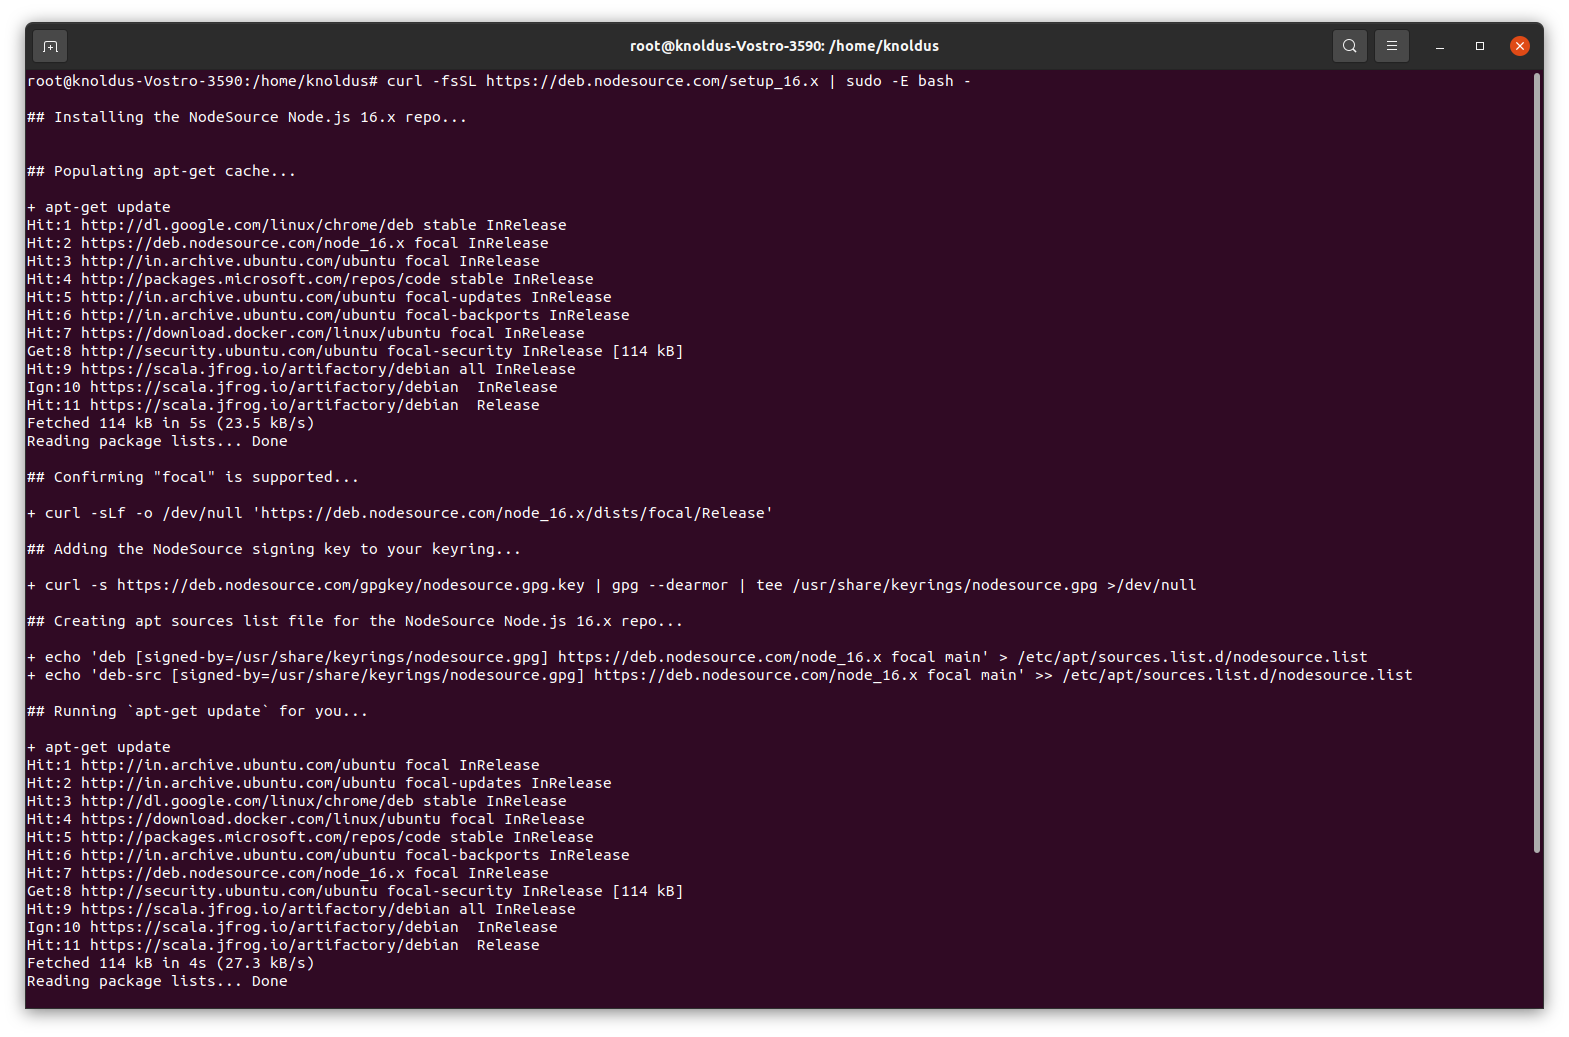 root@knoldus-Vostro-3590: /home/knoldus
root@knoldus-Vostro-3590:/home/knoldus# curl -fsSL https://deb.nodesource.com/setup_16.x | sudo -E bash -
## Installing the NodeSource Node.js 16.x repo...
## Populating apt-get cache...
+ apt-get update
Hit:1 http://dl.google.com/linux/chrome/deb stable InRelease
Hit:2 https://deb.nodesource.com/node_16.x focal InRelease
Hit:3 http://in.archive.ubuntu.com/ubuntu focal InRelease
Hit:4 http://packages.microsoft.com/repos/code stable InRelease
Hit:5 http://in.archive.ubuntu.com/ubuntu focal-updates InRelease
Hit:6 http://in.archive.ubuntu.com/ubuntu focal-backports InRelease
Hit:7 https://download.docker.com/linux/ubuntu focal InRelease
Get:8 http://security.ubuntu.com/ubuntu focal-security InRelease [114 kB]
Hit:9 https://scala.jfrog.io/artifactory/debian all InRelease
Ign:10 https://scala.jfrog.io/artifactory/debian  InRelease
Hit:11 https://scala.jfrog.io/artifactory/debian  Release
Fetched 114 kB in 5s (23.5 kB/s)
Reading package lists... Done
## Confirming "focal" is supported...
+ curl -sLf -o /dev/null 'https://deb.nodesource.com/node_16.x/dists/focal/Release'
## Adding the NodeSource signing key to your keyring...
+ curl -s https://deb.nodesource.com/gpgkey/nodesource.gpg.key | gpg --dearmor | tee /usr/share/keyrings/nodesource.gpg >/dev/null
## Creating apt sources list file for the NodeSource Node.js 16.x repo...
+ echo 'deb [signed-by=/usr/share/keyrings/nodesource.gpg] https://deb.nodesource.com/node_16.x focal main' > /etc/apt/sources.list.d/nodesource.list
+ echo 'deb-src [signed-by=/usr/share/keyrings/nodesource.gpg] https://deb.nodesource.com/node_16.x focal main' >> /etc/apt/sources.list.d/nodesource.list
## Running `apt-get update` for you...
+ apt-get update
Hit:1 http://in.archive.ubuntu.com/ubuntu focal InRelease
Hit:2 http://in.archive.ubuntu.com/ubuntu focal-updates InRelease
Hit:3 http://dl.google.com/linux/chrome/deb stable InRelease
Hit:4 https://download.docker.com/linux/ubuntu focal InRelease
Hit:5 http://packages.microsoft.com/repos/code stable InRelease
Hit:6 http://in.archive.ubuntu.com/ubuntu focal-backports InRelease
Hit:7 https://deb.nodesource.com/node_16.x focal InRelease
Get:8 http://security.ubuntu.com/ubuntu focal-security InRelease [114 kB]
Hit:9 https://scala.jfrog.io/artifactory/debian all InRelease
Ign:10 https://scala.jfrog.io/artifactory/debian  InRelease
Hit:11 https://scala.jfrog.io/artifactory/debian  Release
Fetched 114 kB in 4s (27.3 kB/s)
Reading package lists... Done